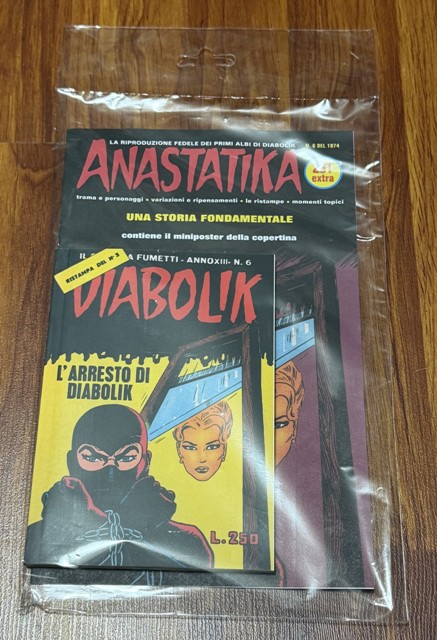 LA RIPRODUZIONE FEDELE DEI PRIMI ALBI DI DIABOLIK N. 6 DEL 1974
ANASTATIKA
extra
trama e personaggi • variazioni e ripensamenti • le ristampe • momenti topici
UNA STORIA FONDAMENTALE
contiene il miniposter della copertina
RISTAMPA DEL N° 3
IL A FUMETTI - ANNO XIII - N. 6
DIABOLIK
L'ARRESTO DI
DIABOLIK
L. 250